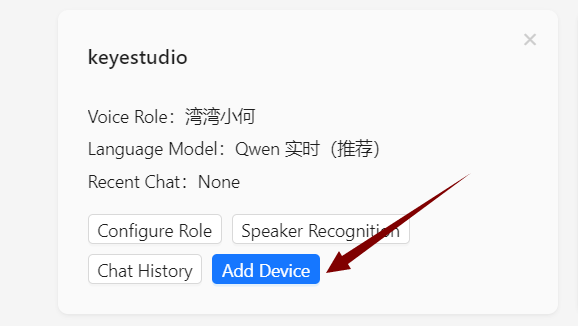 keyestudio
Voice Role：湾湾小何
Language Model：Qwen 实时（推荐）
Recent Chat：None
Configure Role Speaker Recognition
Chat History Add Device